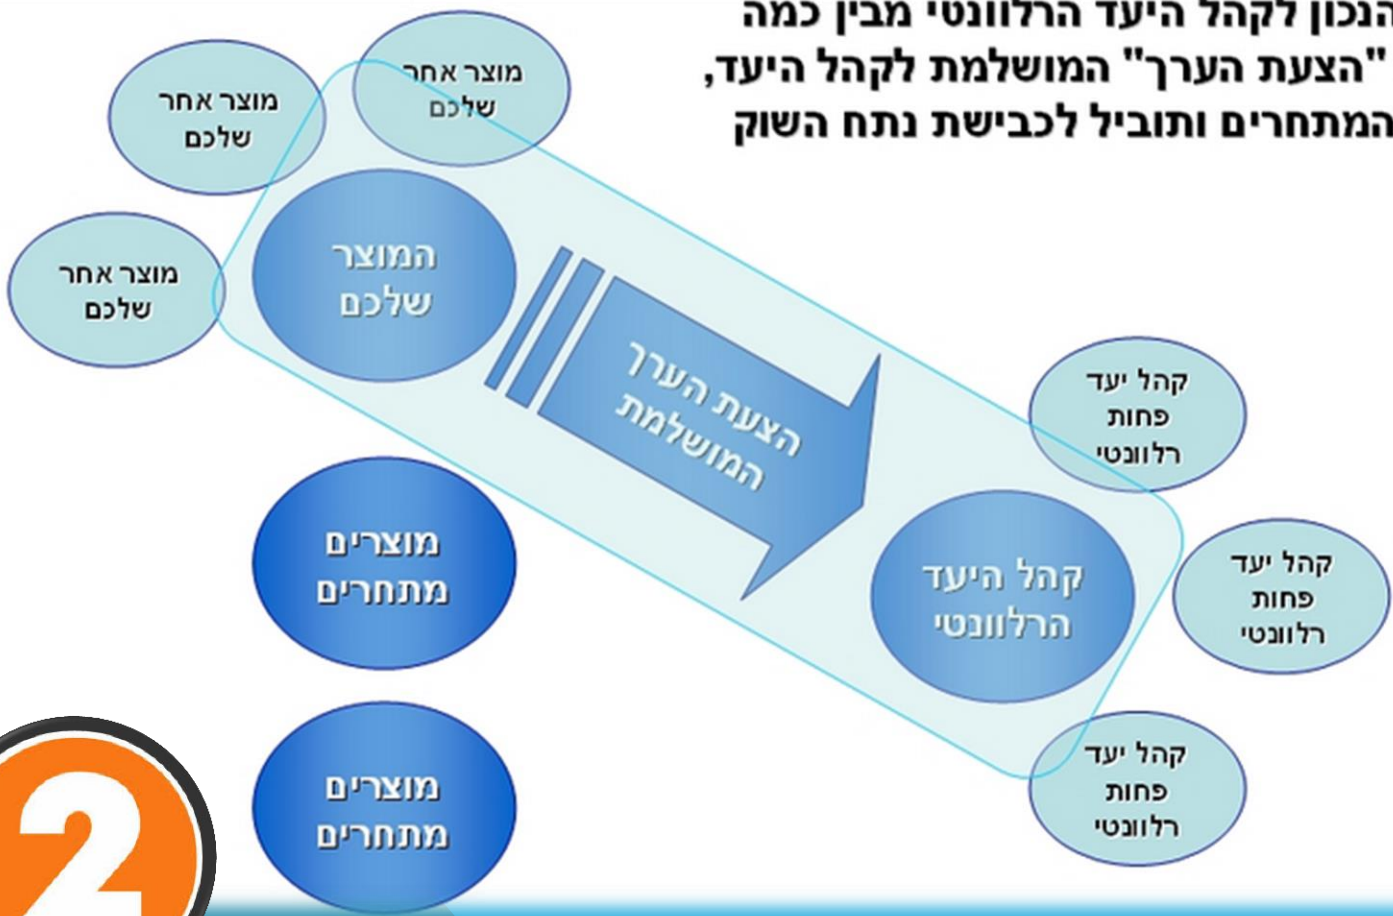 הנכון לקהל היעד הרלוונטי מבין כמה
"הצעת הערך" המושלמת לקהל היעד,
המתחרים ותוביל לכבישת נתח השוק
מוצר אחר
שלכם
מוצר אחר
שלכם
מוצר אחר
שלכם
המוצר
שלכם
הצעת הערך
המושלמת
קהל יעד
פחות
רלוונטי
קהל היעד
הרלוונטי
קהל יעד
פחות
רלוונטי
קהל יעד
פחות
רלוונטי
מוצרים
מתחרים
מוצרים
מתחרים
2